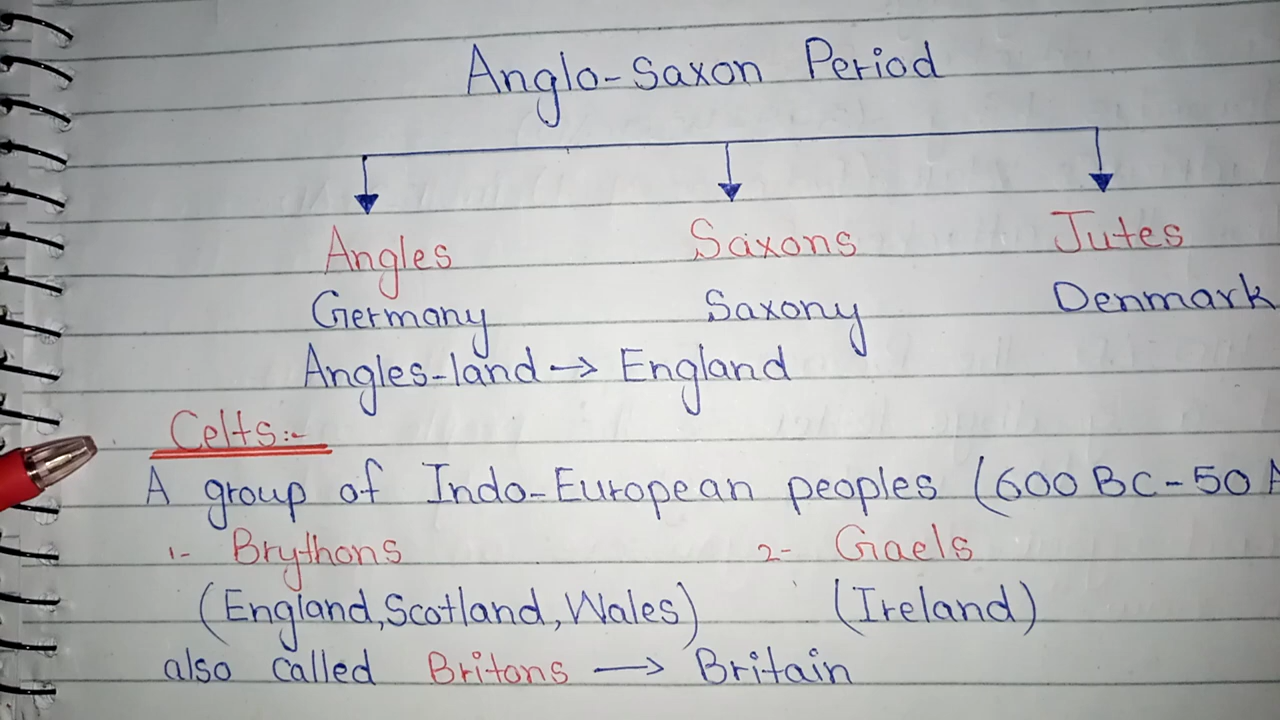 Anglo-Saxon Period
Angles Saxons Jutes
Germany Saxony Denmark
Angles-land → England
Celts:-
A group of Indo-European peoples (600 BC-50 A
1- Brythons 2- Gaels
(England, Scotland, Wales) (Ireland)
also called Britons → Britain